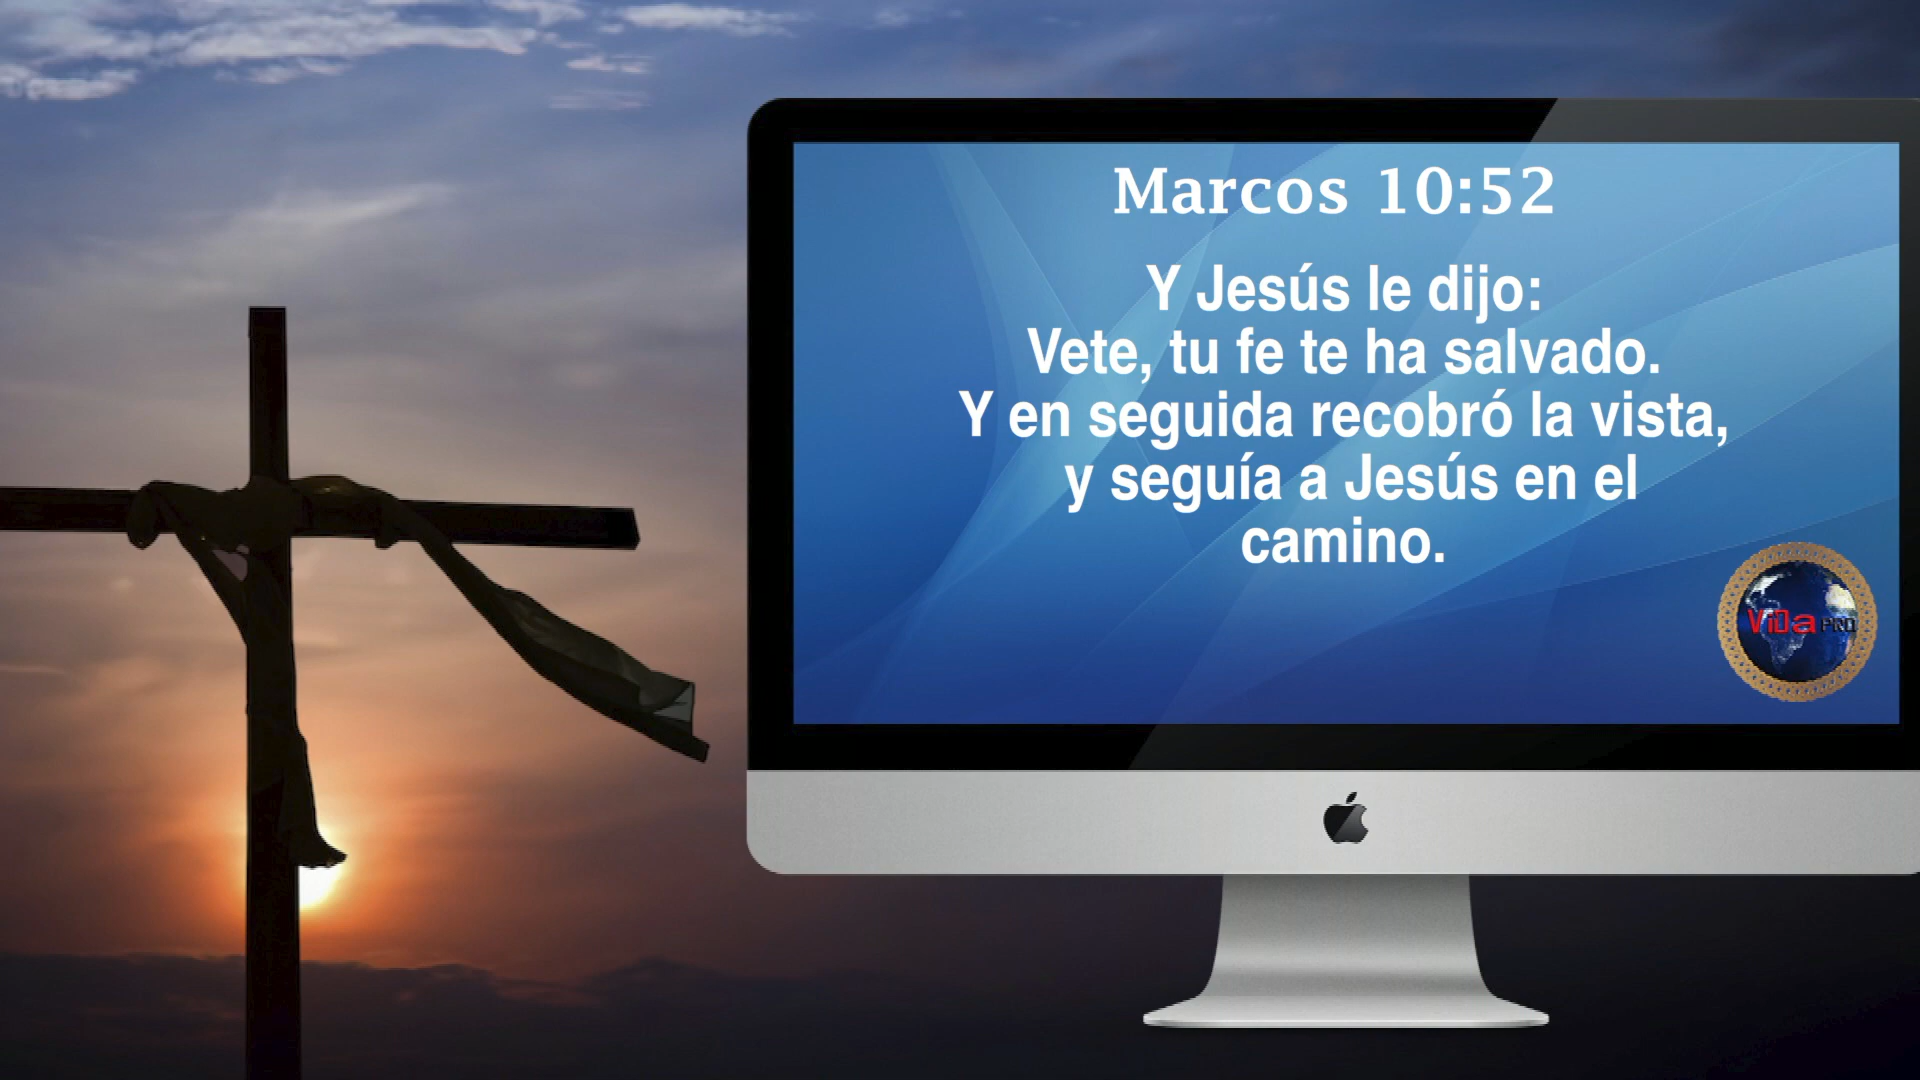 Marcos 10:52
Y Jesús le dijo:
Vete, tu fe te ha salvado.
Y en seguida recobró la vista,
y seguía a Jesús en el
camino.
ViDa PRO